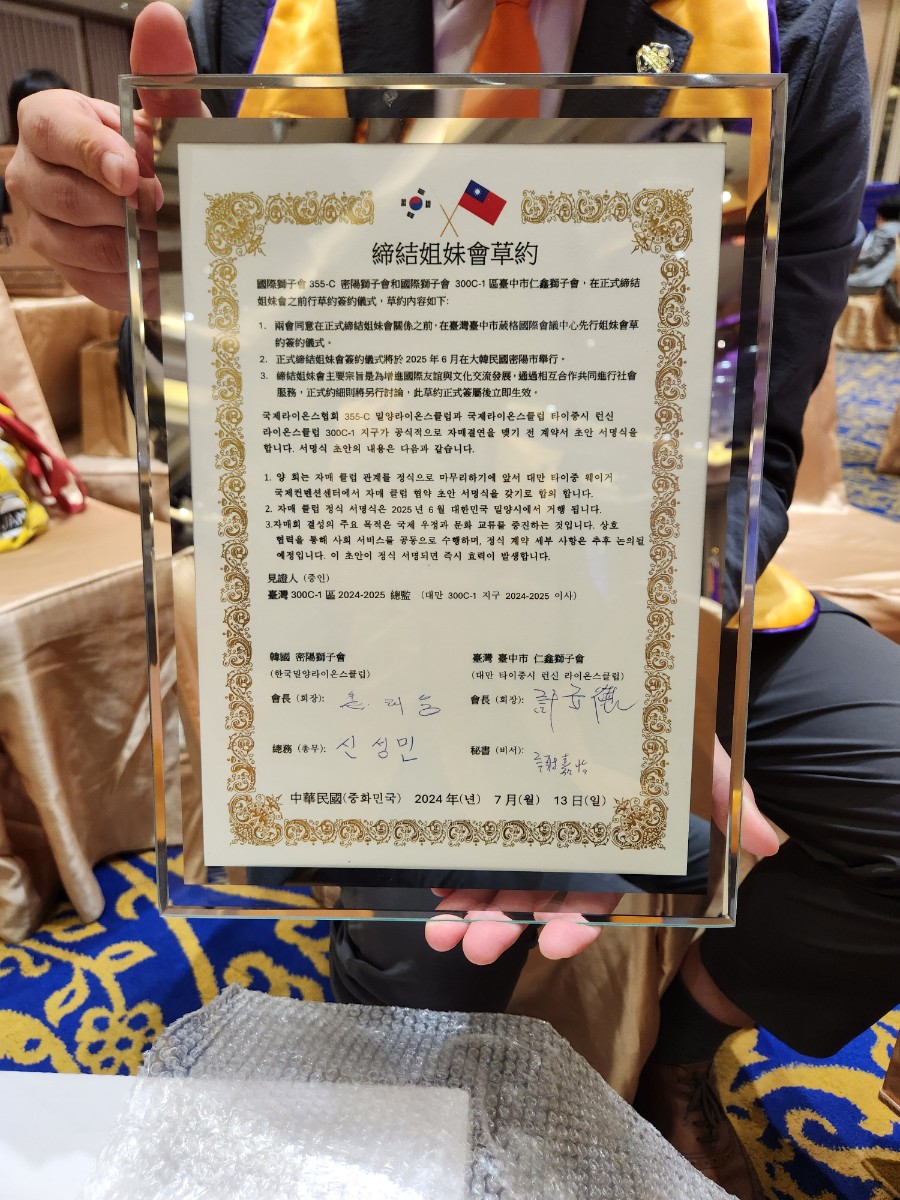 締結姐妹會草約
國際獅子會 355-C 密陽獅子會和國際獅子會 300C-1 區臺中市仁鑫獅子會，在正式締結
姐妹會之前行草約簽約儀式，草約內容如下:
1. 兩會同意在正式締結姐妹會關係之前，在臺灣臺中市葳格國際會議中心先行姐妹會草
約簽約儀式。
2. 正式締結姐妹會簽約儀式將於 2025 年 6 月在大韓民國密陽市舉行。
3. 締結姐妹會主要宗旨是為增進國際友誼與文化交流發展，通過相互合作共同進行社會
服務，正式約細則將另行討論，此草約正式簽屬後立即生效。
국제라이온스협회 355-C 밀양라이온스클럽과 국제라이온스클럽 타이중시 런신
라이온스클럽 300C-1 지구가 공식적으로 자매결연을 맺기 전 계약서 초안 서명식을
합니다. 서명식 초안의 내용은 다음과 같습니다.
1. 양 회는 자매 클럽 관계를 정식으로 마무리하기에 앞서 대만 타이중 웨이거
국제컨벤션센터에서 자매 클럽 협약 초안 서명식을 갖기로 합의 합니다.
2. 자매 클럽 정식 서명식은 2025 년 6 월 대한민국 밀양시에서 거행 됩니다.
3.자매회 결성의 주요 목적은 국제 우정과 문화 교류를 증진하는 것입니다. 상호
협력을 통해 사회 서비스를 공동으로 수행하며, 정식 계약 세부 사항은 추후 논의될
예정입니다. 이 초안이 정식 서명되면 즉시 효력이 발생합니다.
見證人 (증인)
臺灣 300C-1 區 2024-2025 總監 (대만 300C-1 지구 2024-2025 이사)
韓國 密陽獅子會
(한국밀양라이온스클럽)
會長 (회장):
總務 (총무): 신성민
臺灣 臺中市 仁鑫獅子會
(대만 타이중시 런신 라이온스클럽)
會長 (회장):
秘書 (비서):
中華民國(중화민국) 2024 年(년) 7 月(월) 13 日(일)